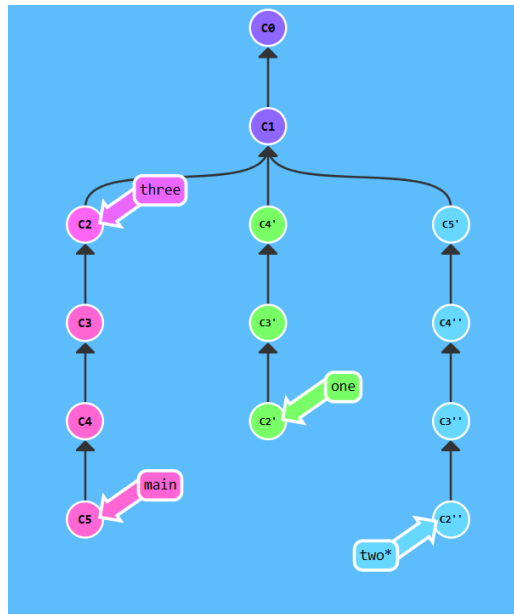 C0
C1
three
C2
C4'
C5'
C3
C3'
C4''
one
C4
C2'
C3''
main
C5
C2''
two*